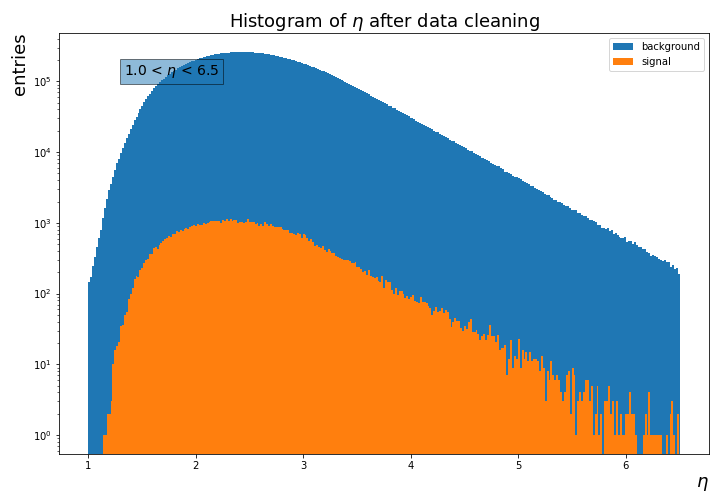 Histogram of η after data cleaning
entries
background
signal
1.0 < η < 6.5
10⁵
10⁴
10³
10²
10¹
10⁰
1 2 3 4 5 6
η